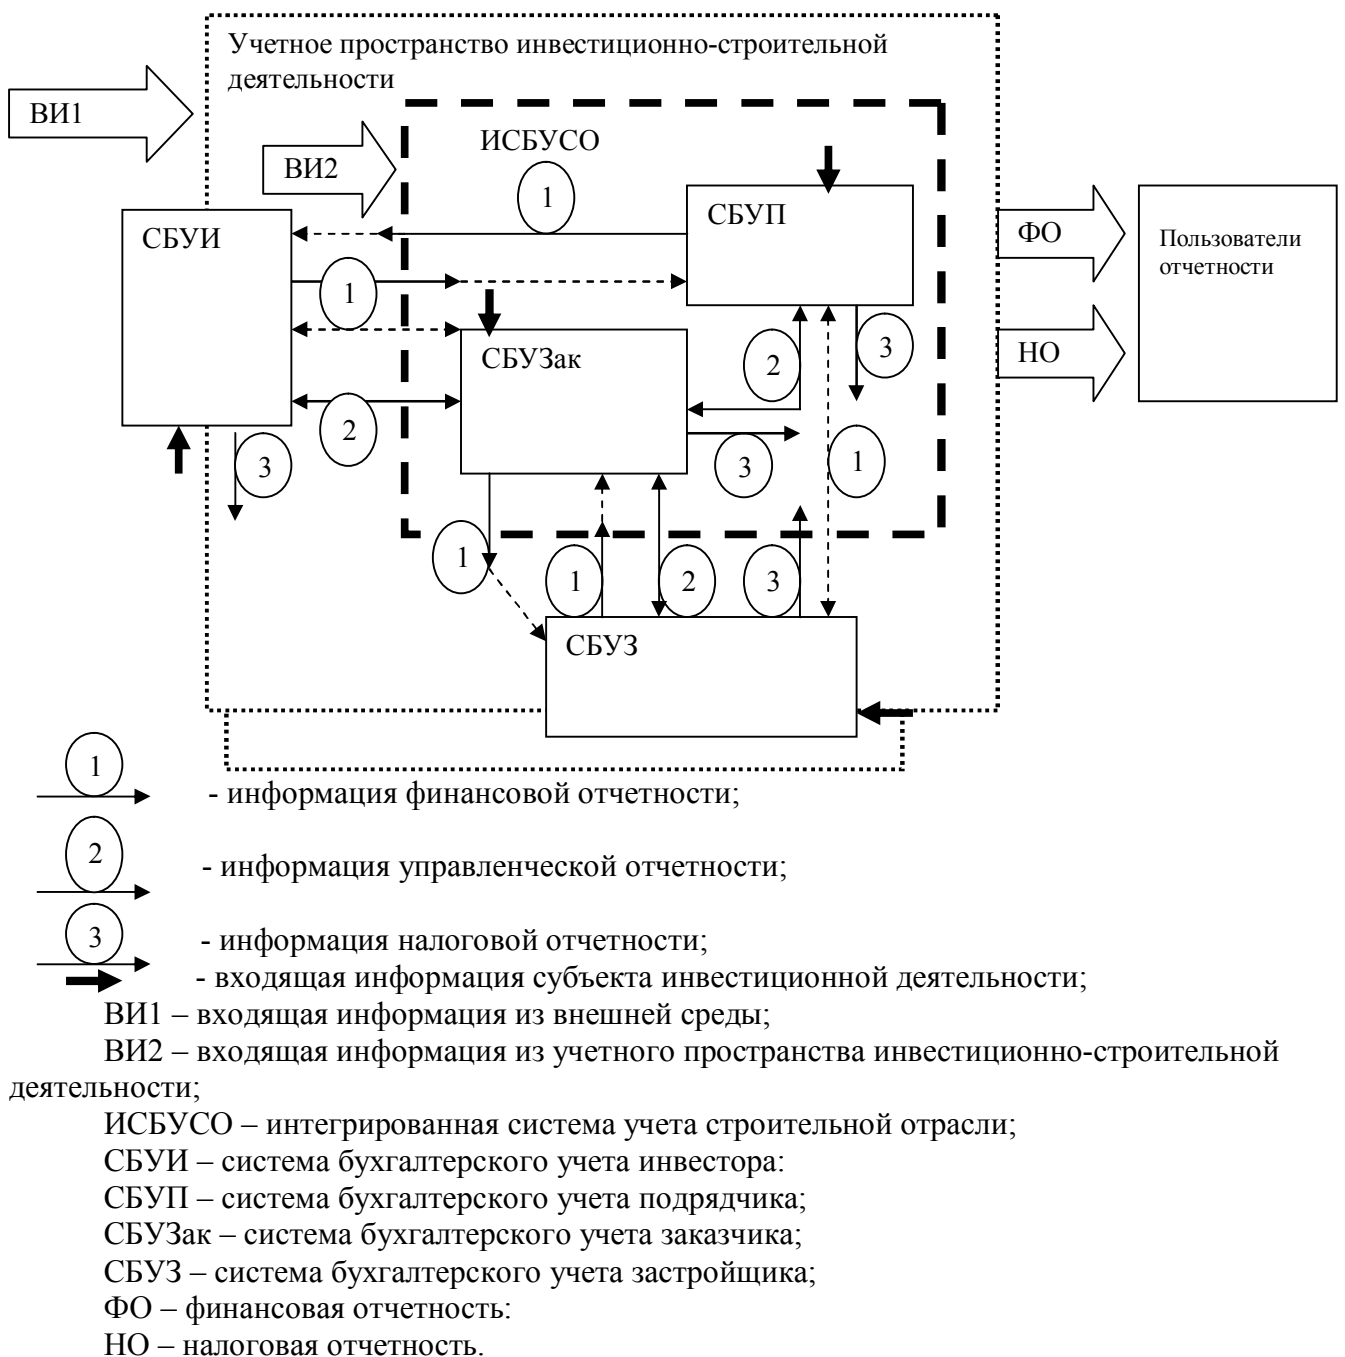 Учетное пространство инвестиционно-строительной
деятельности
ВИ1
ИСБУСО
ВИ2
1
СБУП
СБУИ
ФО
Пользователи
отчетности
1
СБУЗак
2
3
НО
2
3
3
1
1
1
2
3
СБУЗ
1
- информация финансовой отчетности;
2
- информация управленческой отчетности;
3
- информация налоговой отчетности;
- входящая информация субъекта инвестиционной деятельности;
ВИ1 – входящая информация из внешней среды;
ВИ2 – входящая информация из учетного пространства инвестиционно-строительной
деятельности;
ИСБУСО – интегрированная система учета строительной отрасли;
СБУИ – система бухгалтерского учета инвестора:
СБУП – система бухгалтерского учета подрядчика;
СБУЗак – система бухгалтерского учета заказчика;
СБУЗ – система бухгалтерского учета застройщика;
ФО – финансовая отчетность:
НО – налоговая отчетность.